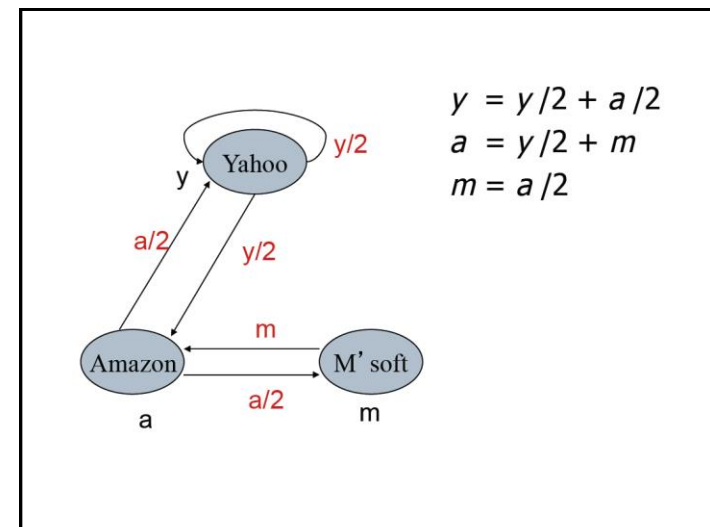 y = y /2 + a /2
a = y /2 + m
m = a /2
Yahoo
y/2
y
a/2
y/2
m
Amazon
M’ soft
a/2
a
m